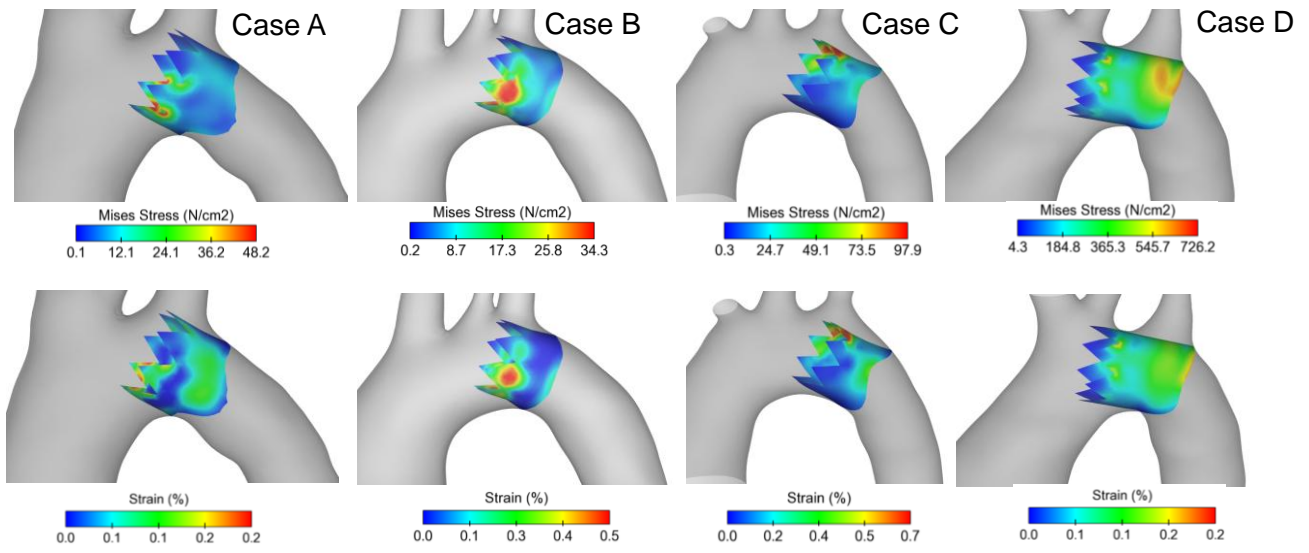 Case A
Case B
Case C
Case D
Mises Stress (N/cm2)
0.1 12.1 24.1 36.2 48.2
Mises Stress (N/cm2)
0.2 8.7 17.3 25.8 34.3
Mises Stress (N/cm2)
0.3 24.7 49.1 73.5 97.9
Mises Stress (N/cm2)
4.3 184.8 365.3 545.7 726.2
Strain (%)
0.0 0.1 0.1 0.2 0.2
Strain (%)
0.0 0.1 0.3 0.4 0.5
Strain (%)
0.0 0.2 0.4 0.5 0.7
Strain (%)
0.0 0.1 0.1 0.2 0.2